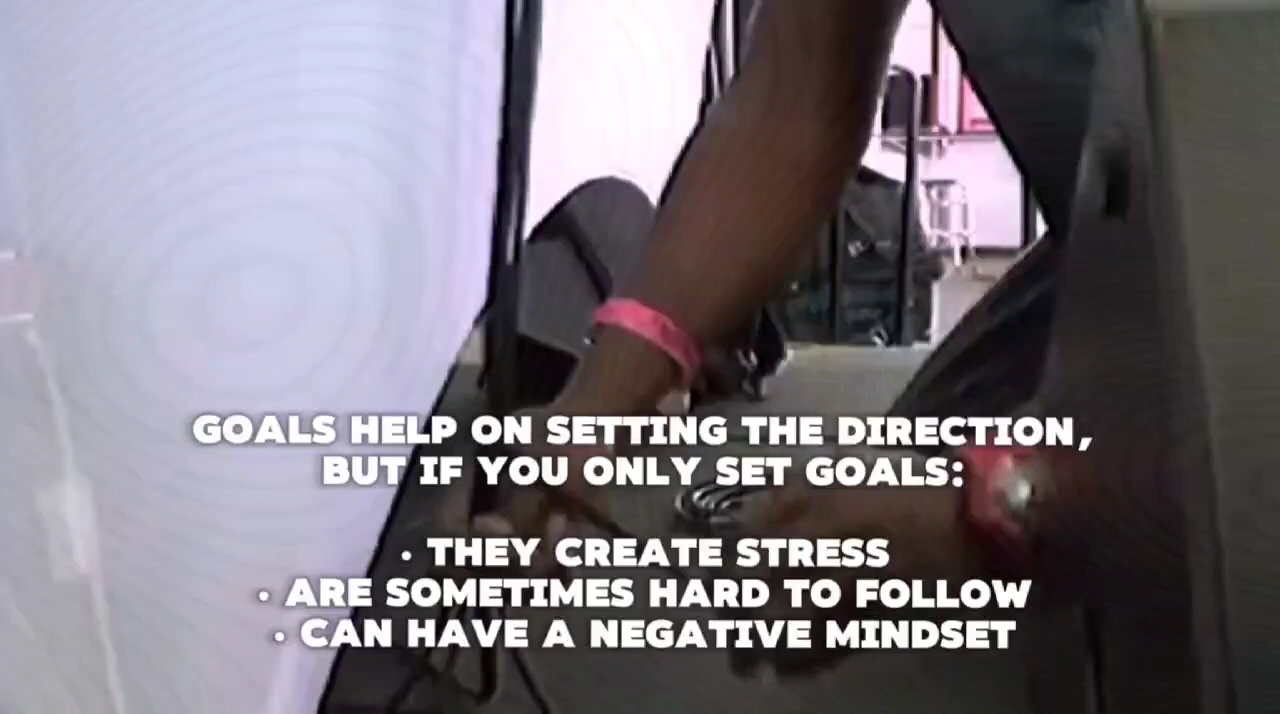 GOALS HELP ON SETTING THE DIRECTION,
BUT IF YOU ONLY SET GOALS:
· THEY CREATE STRESS
· ARE SOMETIMES HARD TO FOLLOW
· CAN HAVE A NEGATIVE MINDSET